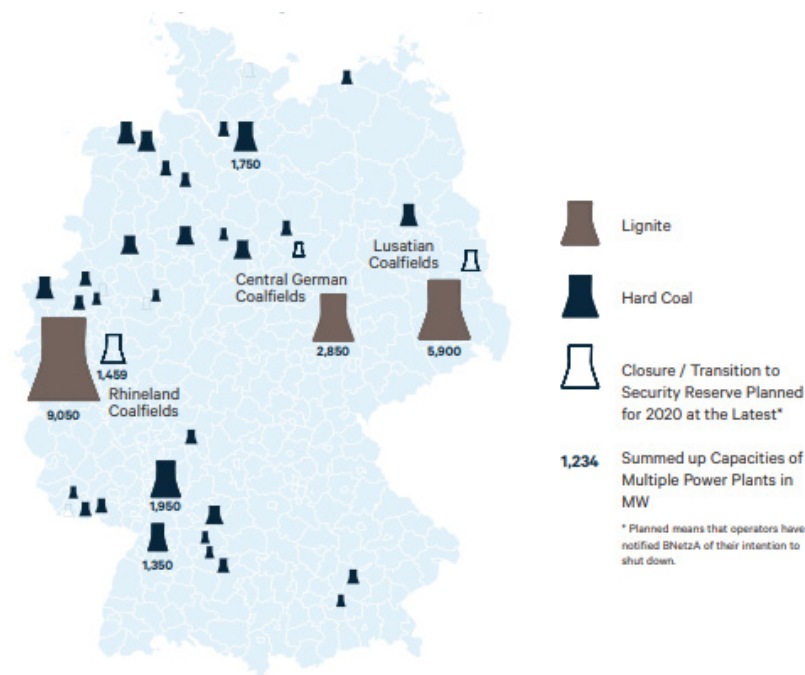 1,750
Lusatian
Coalfields
Central German
Coalfields
2,850
5,900
1,459
Rhineland
Coalfields
9,050
1,950
1,350
Lignite
Hard Coal
Closure / Transition to
Security Reserve Planned
for 2020 at the Latest*
1,234
Summed up Capacities of
Multiple Power Plants in
MW
* Planned means that operators have
notified BNetzA of their intention to
shut down.